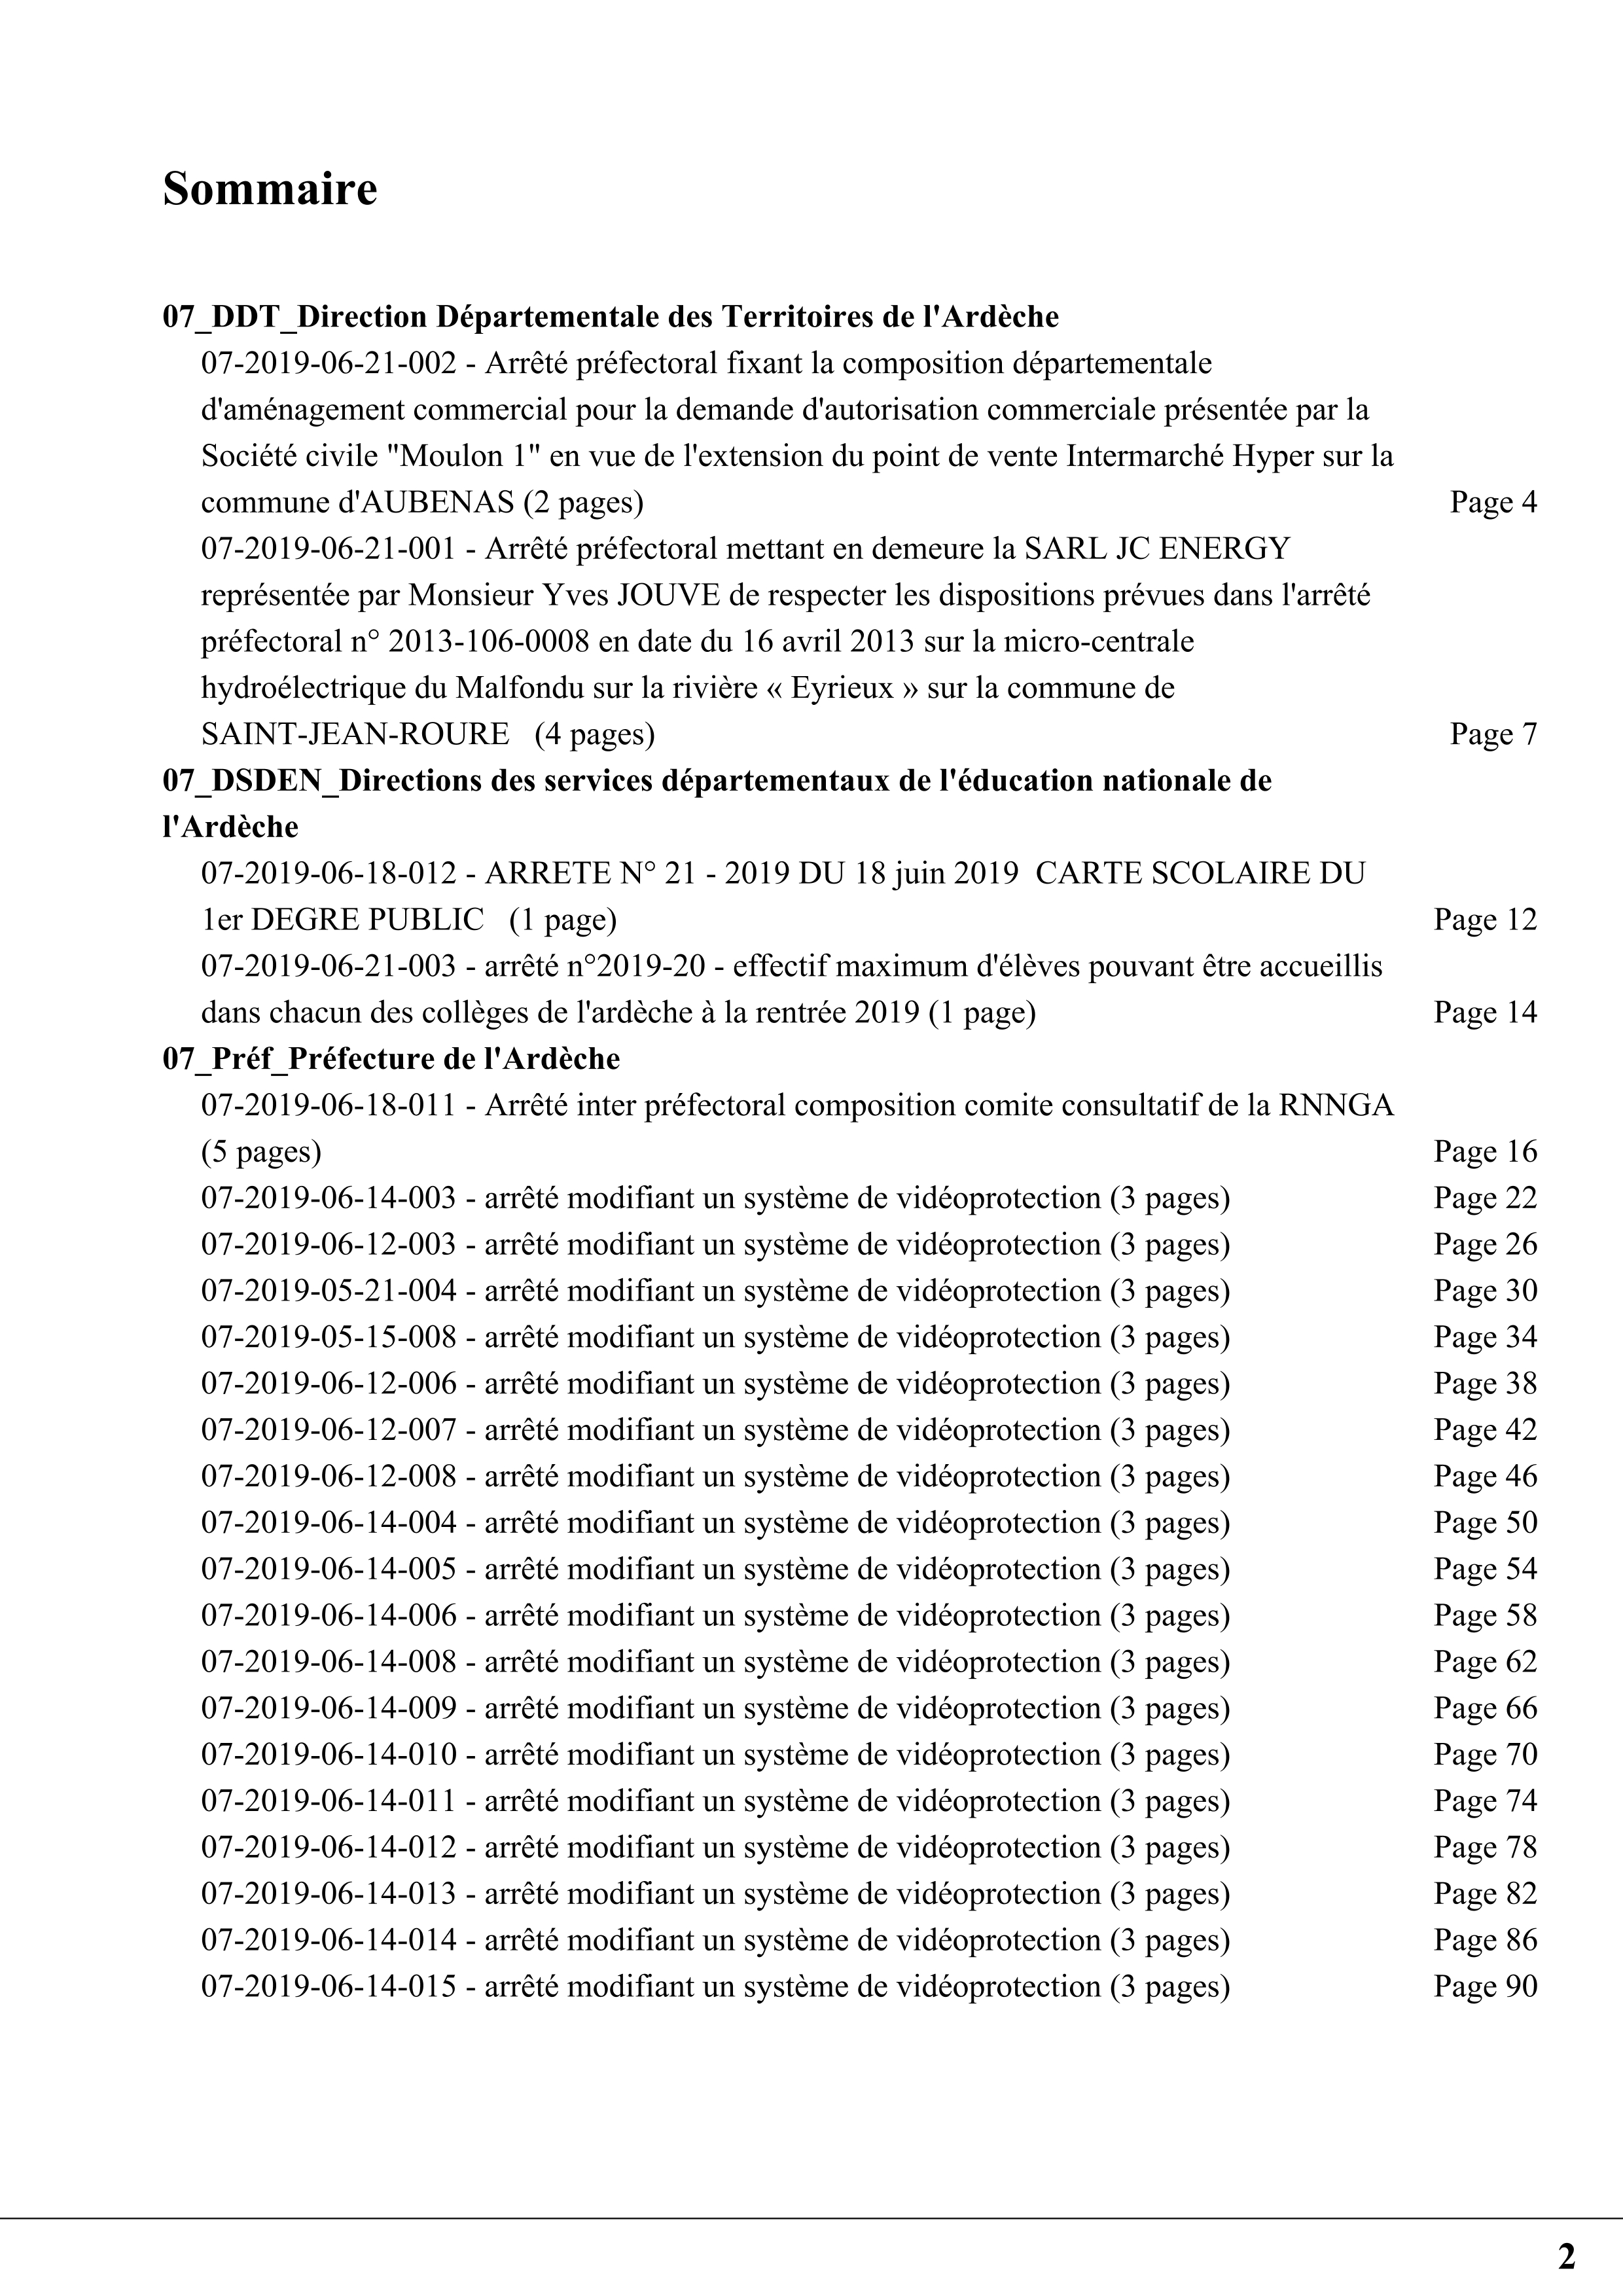 Sommaire
07_DDT_Direction Départementale des Territoires de l'Ardèche
07-2019-06-21-002 - Arrêté préfectoral fixant la composition départementale
d'aménagement commercial pour la demande d'autorisation commerciale présentée par la
Société civile "Moulon 1" en vue de l'extension du point de vente Intermarché Hyper sur la
commune d'AUBENAS (2 pages) Page 4
07-2019-06-21-001 - Arrêté préfectoral mettant en demeure la SARL JC ENERGY
représentée par Monsieur Yves JOUVE de respecter les dispositions prévues dans l'arrêté
préfectoral n° 2013-106-0008 en date du 16 avril 2013 sur la micro-centrale
hydroélectrique du Malfondu sur la rivière « Eyrieux » sur la commune de
SAINT-JEAN-ROURE (4 pages) Page 7
07_DSDEN_Directions des services départementaux de l'éducation nationale de
l'Ardèche
07-2019-06-18-012 - ARRETE N° 21 - 2019 DU 18 juin 2019 CARTE SCOLAIRE DU
1er DEGRE PUBLIC (1 page) Page 12
07-2019-06-21-003 - arrêté n°2019-20 - effectif maximum d'élèves pouvant être accueillis
dans chacun des collèges de l'ardèche à la rentrée 2019 (1 page) Page 14
07_Préf_Préfecture de l'Ardèche
07-2019-06-18-011 - Arrêté inter préfectoral composition comite consultatif de la RNNGA
(5 pages) Page 16
07-2019-06-14-003 - arrêté modifiant un système de vidéoprotection (3 pages) Page 22
07-2019-06-12-003 - arrêté modifiant un système de vidéoprotection (3 pages) Page 26
07-2019-05-21-004 - arrêté modifiant un système de vidéoprotection (3 pages) Page 30
07-2019-05-15-008 - arrêté modifiant un système de vidéoprotection (3 pages) Page 34
07-2019-06-12-006 - arrêté modifiant un système de vidéoprotection (3 pages) Page 38
07-2019-06-12-007 - arrêté modifiant un système de vidéoprotection (3 pages) Page 42
07-2019-06-12-008 - arrêté modifiant un système de vidéoprotection (3 pages) Page 46
07-2019-06-14-004 - arrêté modifiant un système de vidéoprotection (3 pages) Page 50
07-2019-06-14-005 - arrêté modifiant un système de vidéoprotection (3 pages) Page 54
07-2019-06-14-006 - arrêté modifiant un système de vidéoprotection (3 pages) Page 58
07-2019-06-14-008 - arrêté modifiant un système de vidéoprotection (3 pages) Page 62
07-2019-06-14-009 - arrêté modifiant un système de vidéoprotection (3 pages) Page 66
07-2019-06-14-010 - arrêté modifiant un système de vidéoprotection (3 pages) Page 70
07-2019-06-14-011 - arrêté modifiant un système de vidéoprotection (3 pages) Page 74
07-2019-06-14-012 - arrêté modifiant un système de vidéoprotection (3 pages) Page 78
07-2019-06-14-013 - arrêté modifiant un système de vidéoprotection (3 pages) Page 82
07-2019-06-14-014 - arrêté modifiant un système de vidéoprotection (3 pages) Page 86
07-2019-06-14-015 - arrêté modifiant un système de vidéoprotection (3 pages) Page 90
2